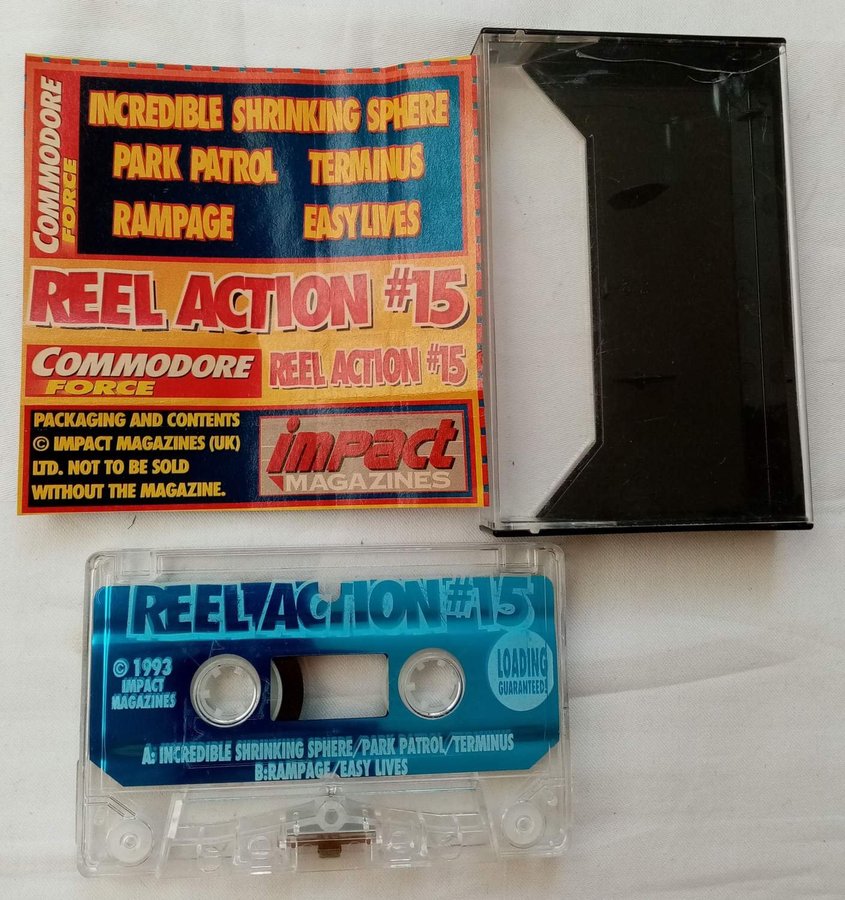 COMMODORE
FORCE
INCREDIBLE SHRINKING SPHERE
PARK PATROL TERMINUS
RAMPAGE EASY LIVES
REEL ACTION #15
COMMODORE
FORCE
REEL ACTION #15
PACKAGING AND CONTENTS
© IMPACT MAGAZINES (UK)
LTD. NOT TO BE SOLD
WITHOUT THE MAGAZINE.
impact
MAGAZINES
REEL ACTION #15
© 1993
IMPACT
MAGAZINES
LOADING
GUARANTEED!
A: INCREDIBLE SHRINKING SPHERE/PARK PATROL/TERMINUS
B:RAMPAGE/EASY LIVES